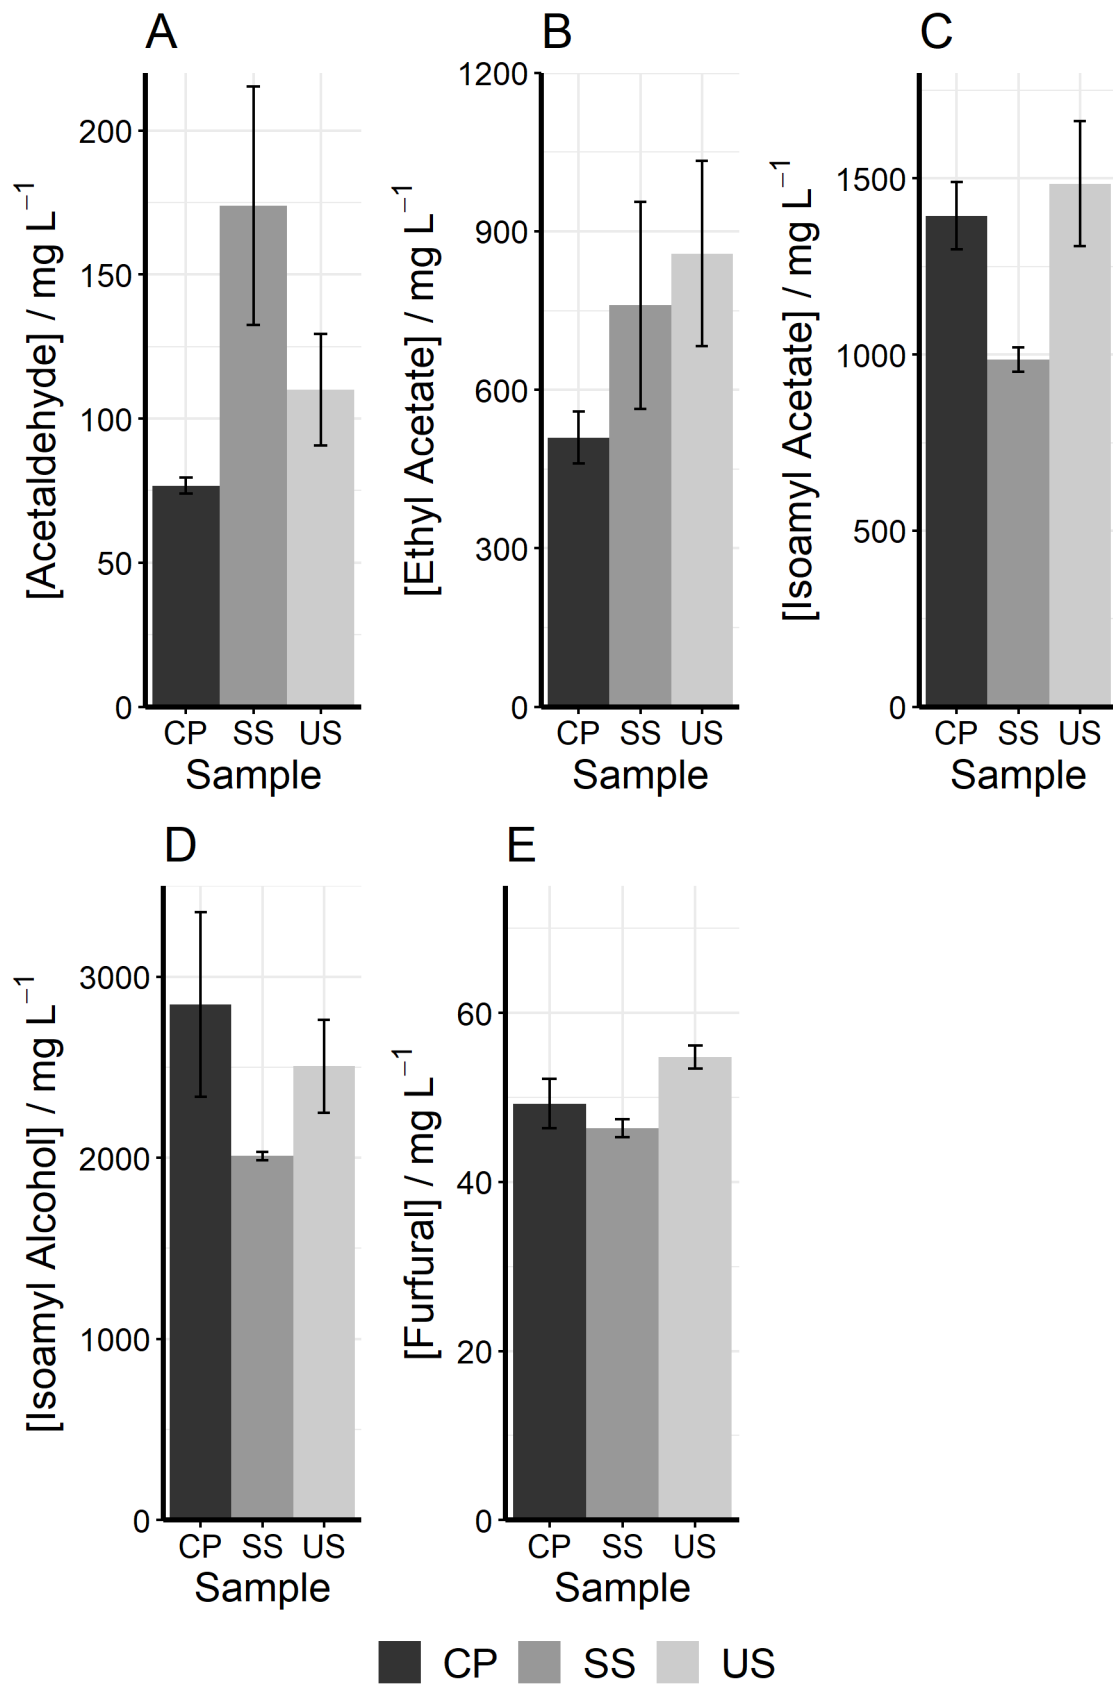 A
[Acetaldehyde] / mg L⁻¹
200
150
100
50
0
CP SS US
Sample
B
[Ethyl Acetate] / mg L⁻¹
1200
900
600
300
0
CP SS US
Sample
C
[Isoamyl Acetate] / mg L⁻¹
1500
1000
500
0
CP SS US
Sample
D
[Isoamyl Alcohol] / mg L⁻¹
3000
2000
1000
0
CP SS US
Sample
E
[Furfural] / mg L⁻¹
60
40
20
0
CP SS US
Sample
CP SS US